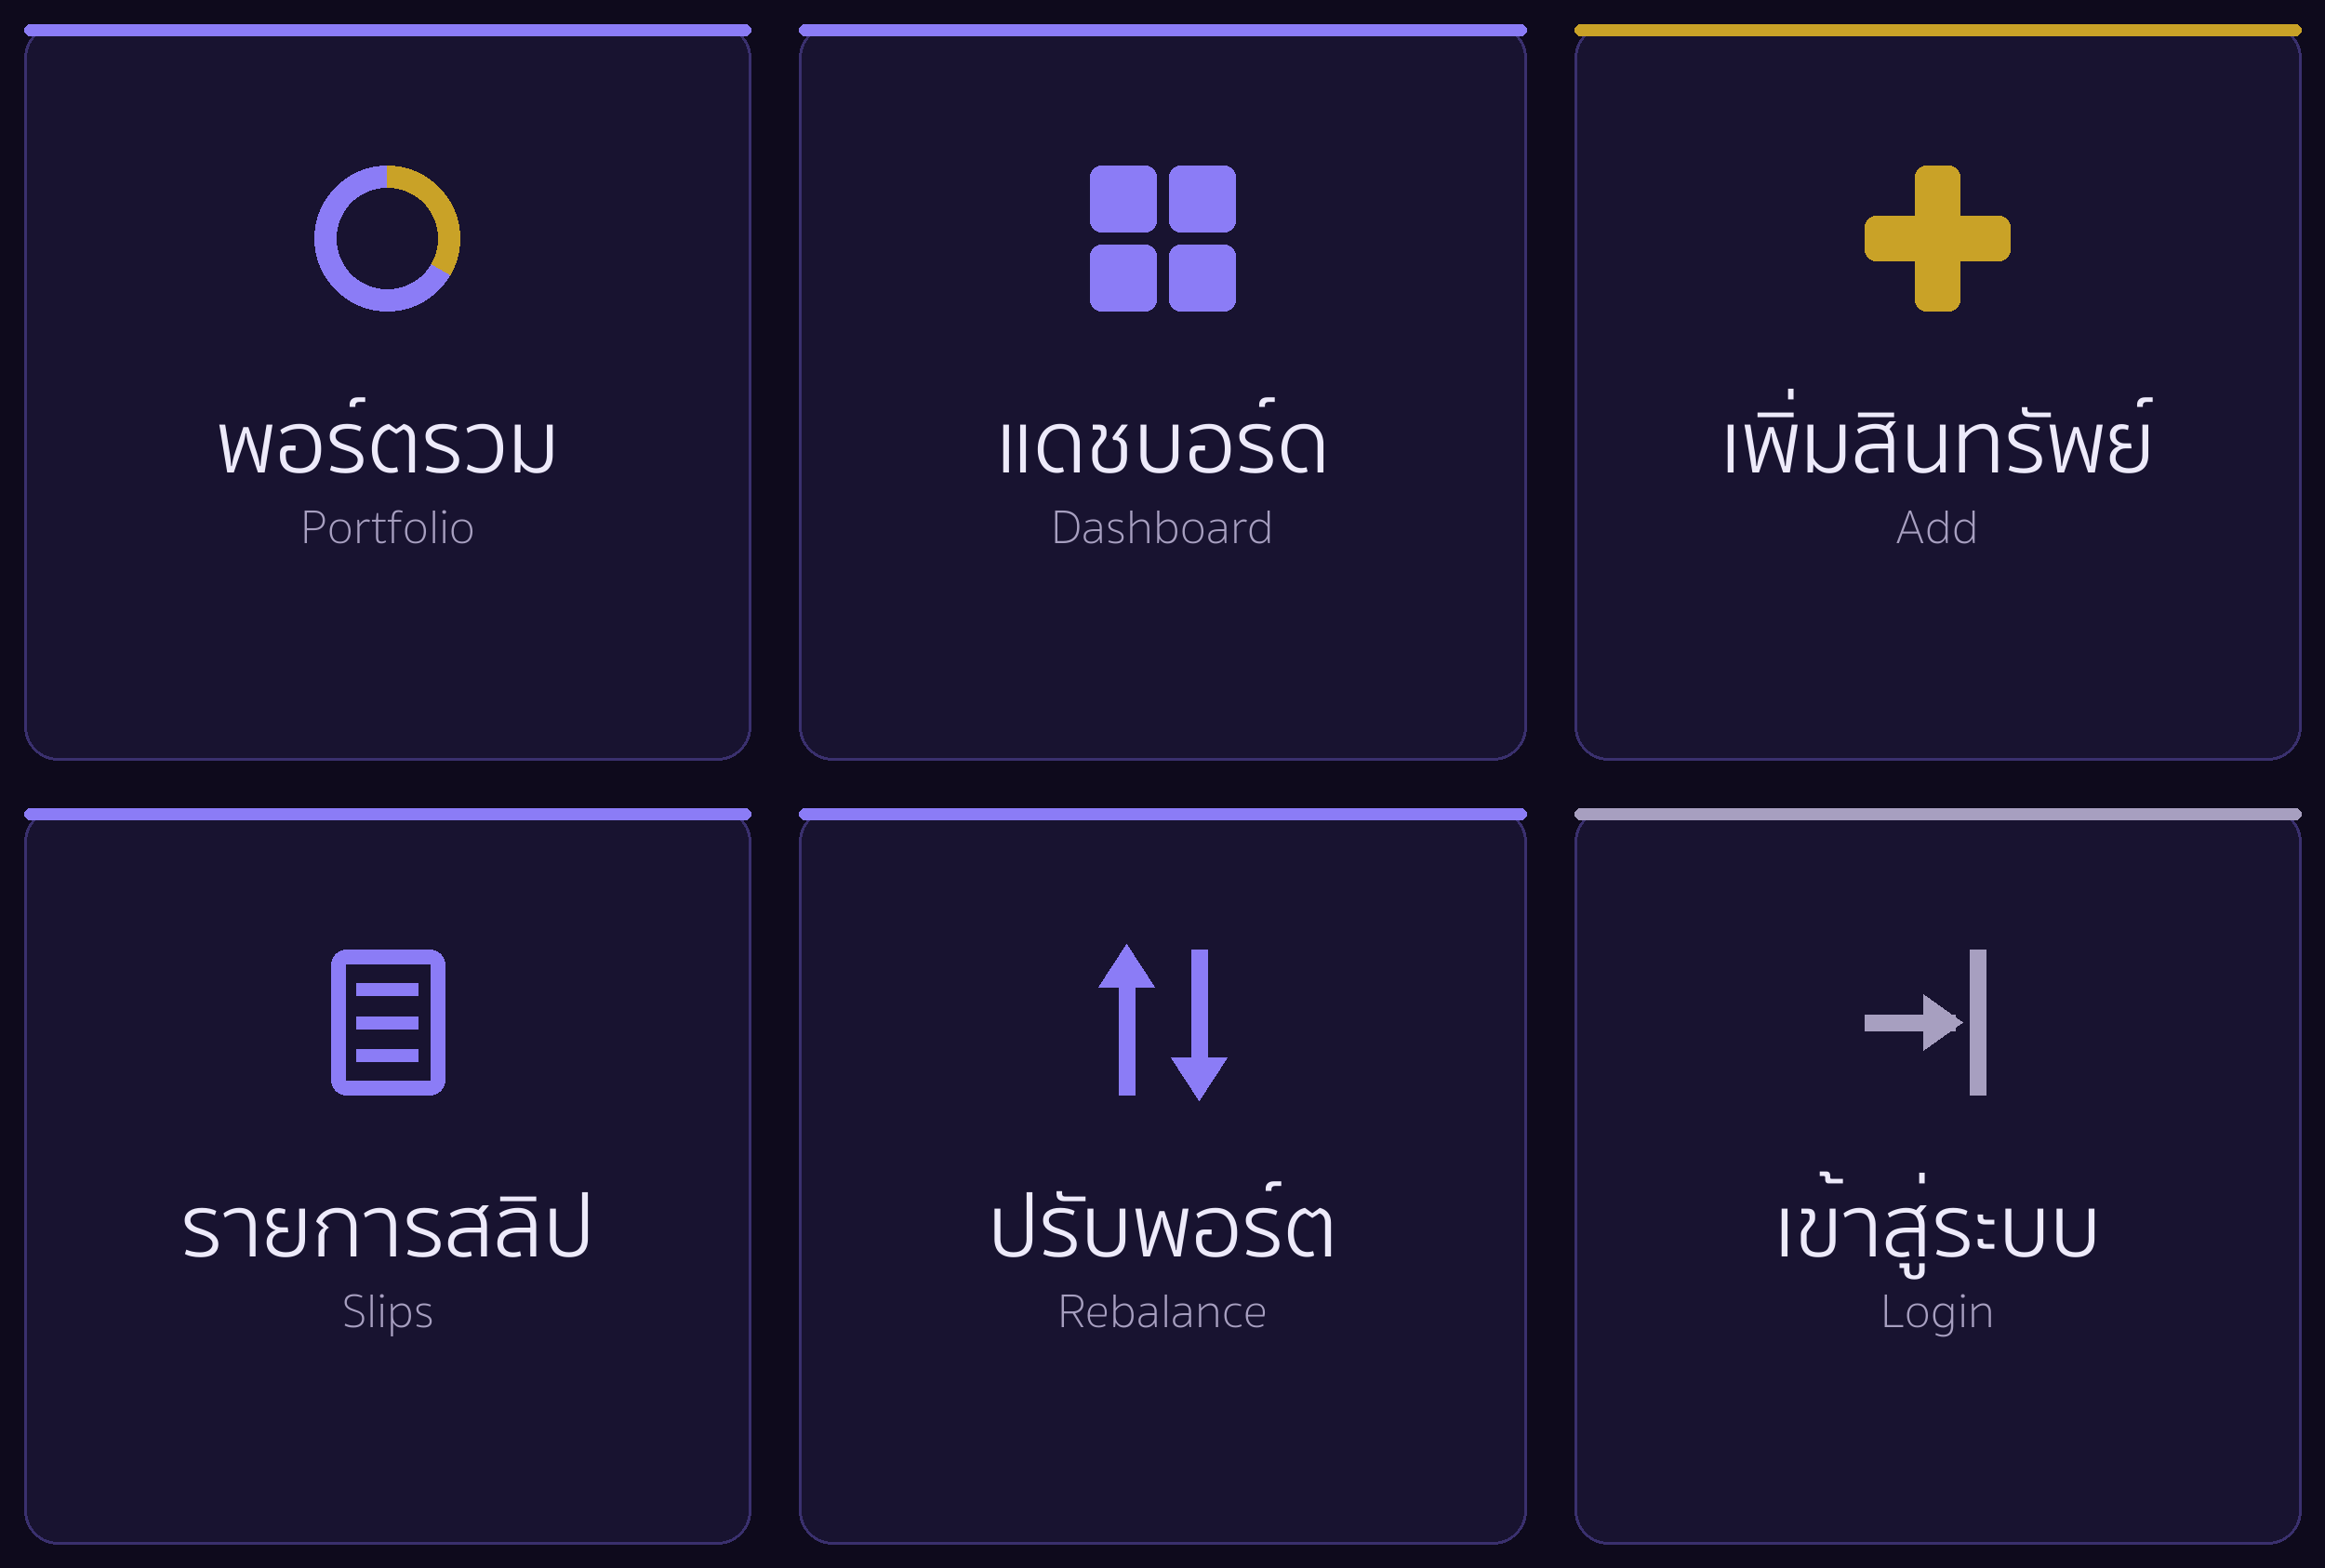 พอร์ตรวม
Portfolio
แดชบอร์ด
Dashboard
เพิ่มสินทรัพย์
Add
รายการสลิป
Slips
ปรับพอร์ต
Rebalance
เข้าสู่ระบบ
Login